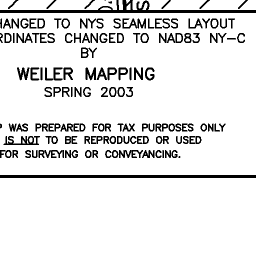 HANGED TO NYS SEAMLESS LAYOUT
RDINATES CHANGED TO NAD83 NY-C
BY
WEILER MAPPING
SPRING 2003
P WAS PREPARED FOR TAX PURPOSES ONLY
IS NOT TO BE REPRODUCED OR USED
FOR SURVEYING OR CONVEYANCING.